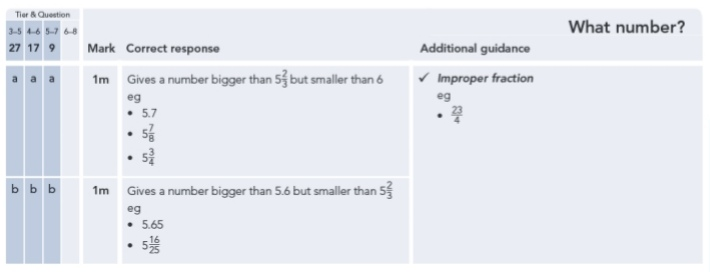 Tier & Question
What number?
3–5 4–6 5–7 6–8
27 17 9 Mark Correct response Additional guidance
a a a 1m Gives a number bigger than 5⅔ but smaller than 6 ✓ Improper fraction
eg eg
• 5.7 • 23/4
• 5⅞
• 5¾
b b b 1m Gives a number bigger than 5.6 but smaller than 5⅔
eg
• 5.65
• 5 16/25